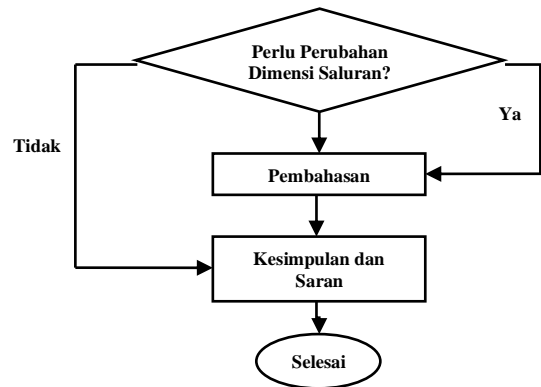 Perlu Perubahan
Dimensi Saluran?
Ya
Tidak
Pembahasan
Kesimpulan dan
Saran
Selesai